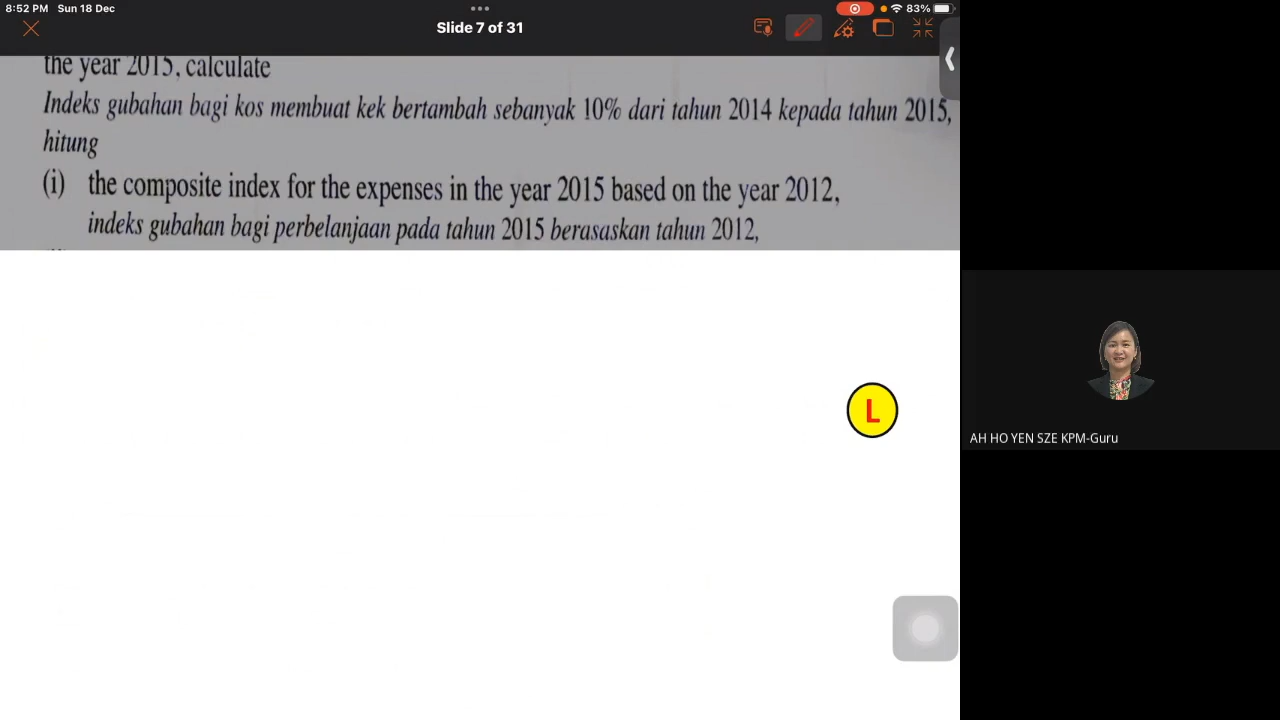 8:52 PM Sun 18 Dec
83%
Slide 7 of 31
the year 2015, calculate
Indeks gubahan bagi kos membuat kek bertambah sebanyak 10% dari tahun 2014 kepada tahun 2015,
hitung
(i) the composite index for the expenses in the year 2015 based on the year 2012,
indeks gubahan bagi perbelanjaan pada tahun 2015 berasaskan tahun 2012,
L
AH HO YEN SZE KPM-Guru